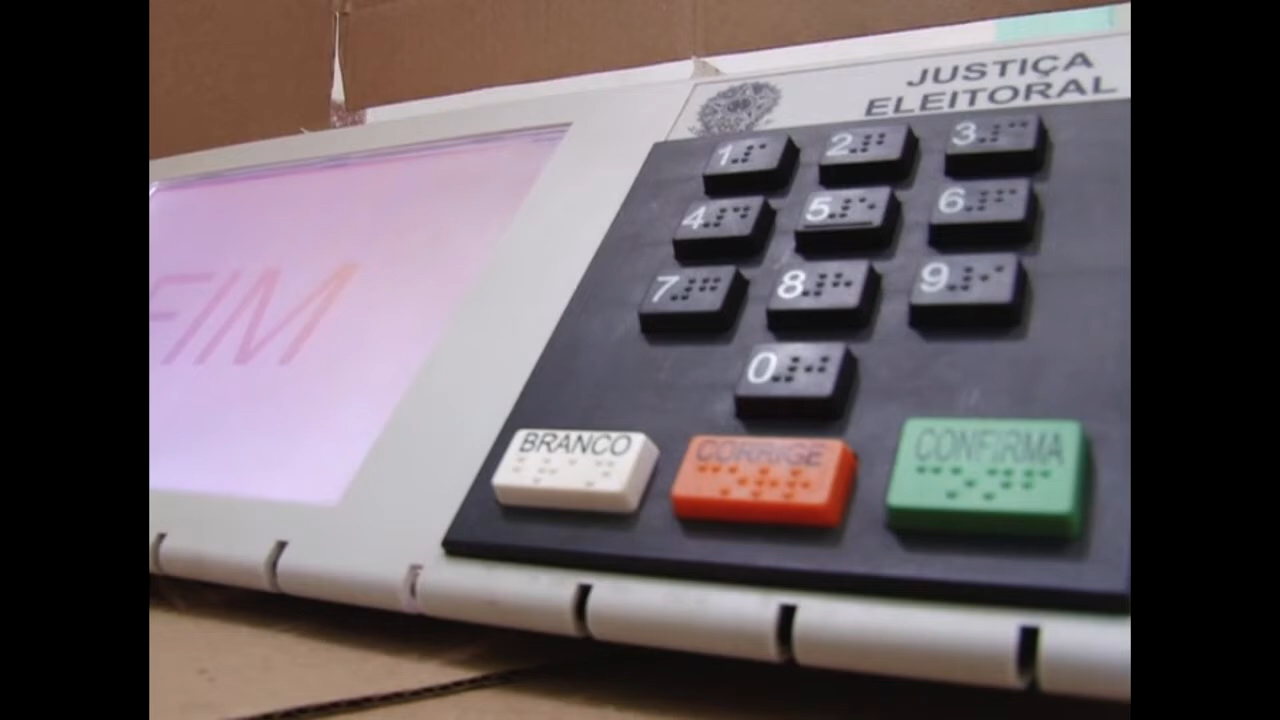 JUSTIÇA
ELEITORAL
FIM
1 2 3
4 5 6
7 8 9
0
BRANCO CORRIGE CONFIRMA